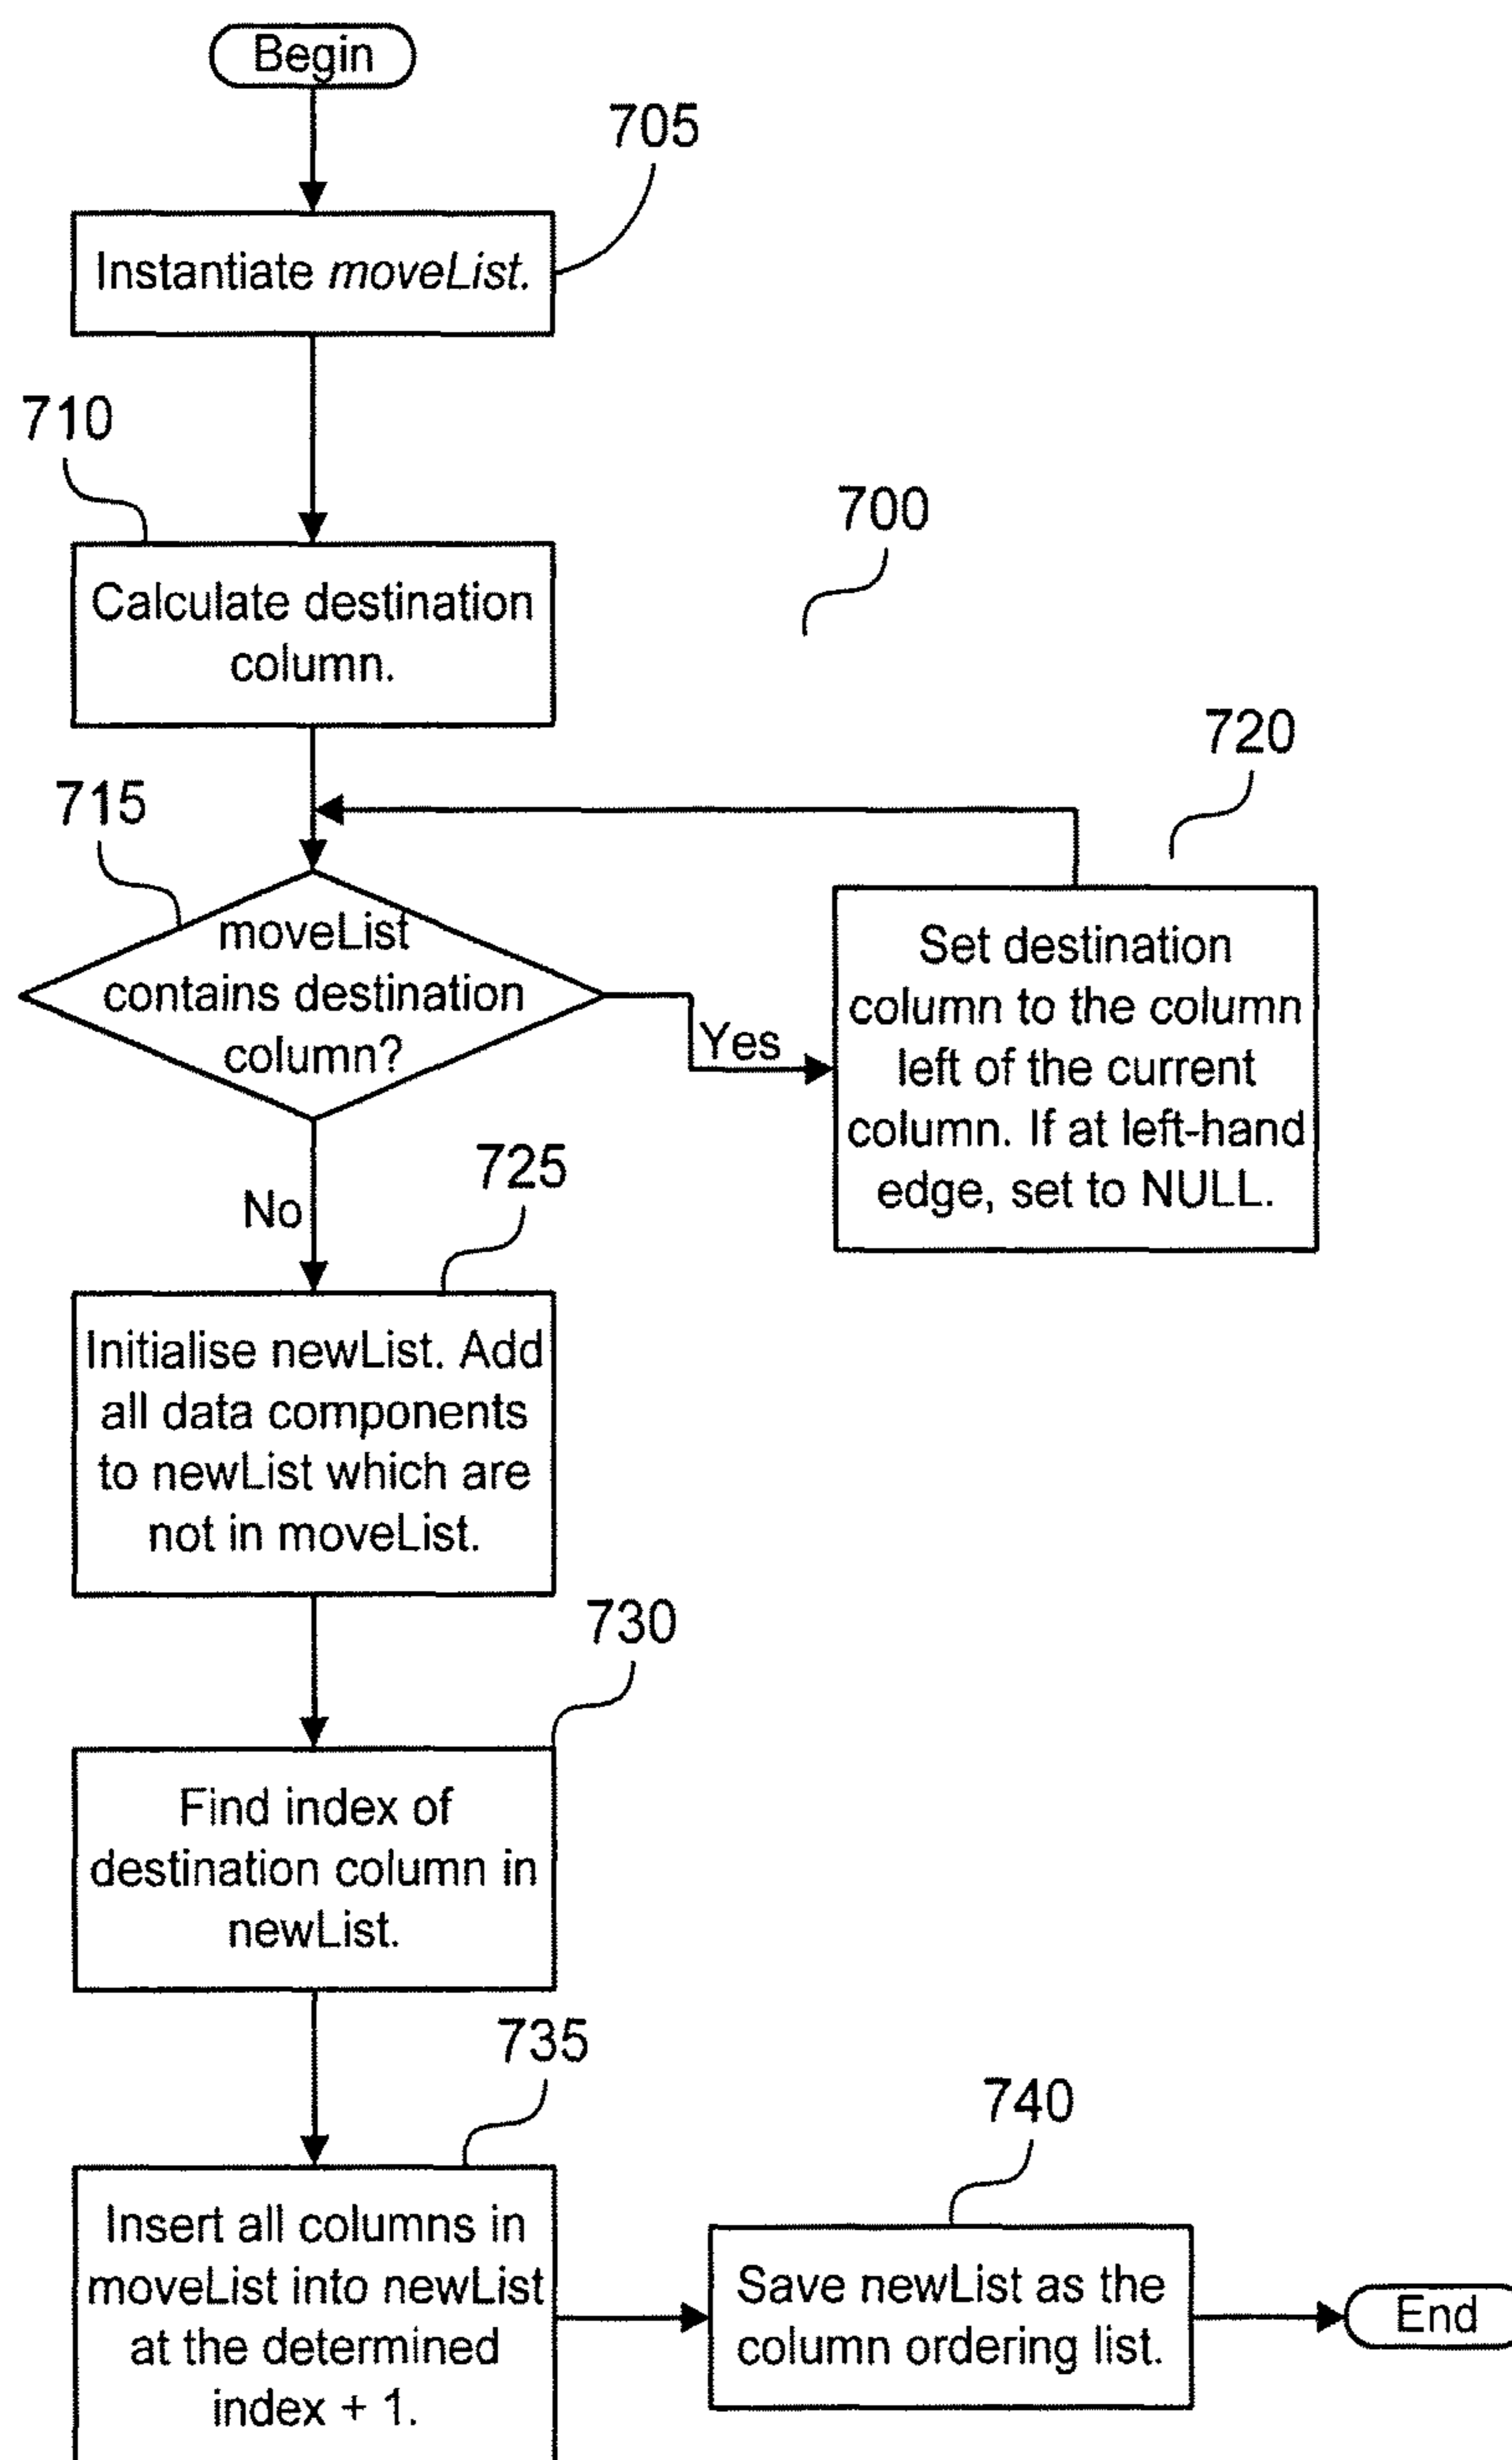 Begin
705
Instantiate moveList.
710
700
Calculate destination
column.
720
715
moveList
contains destination
column?
Yes
Set destination
column to the column
left of the current
column. If at left-hand
edge, set to NULL.
No
725
Initialise newList. Add
all data components
to newList which are
not in moveList.
730
Find index of
destination column in
newList.
735
740
Insert all columns in
moveList into newList
at the determined
index + 1.
Save newList as the
column ordering list.
End